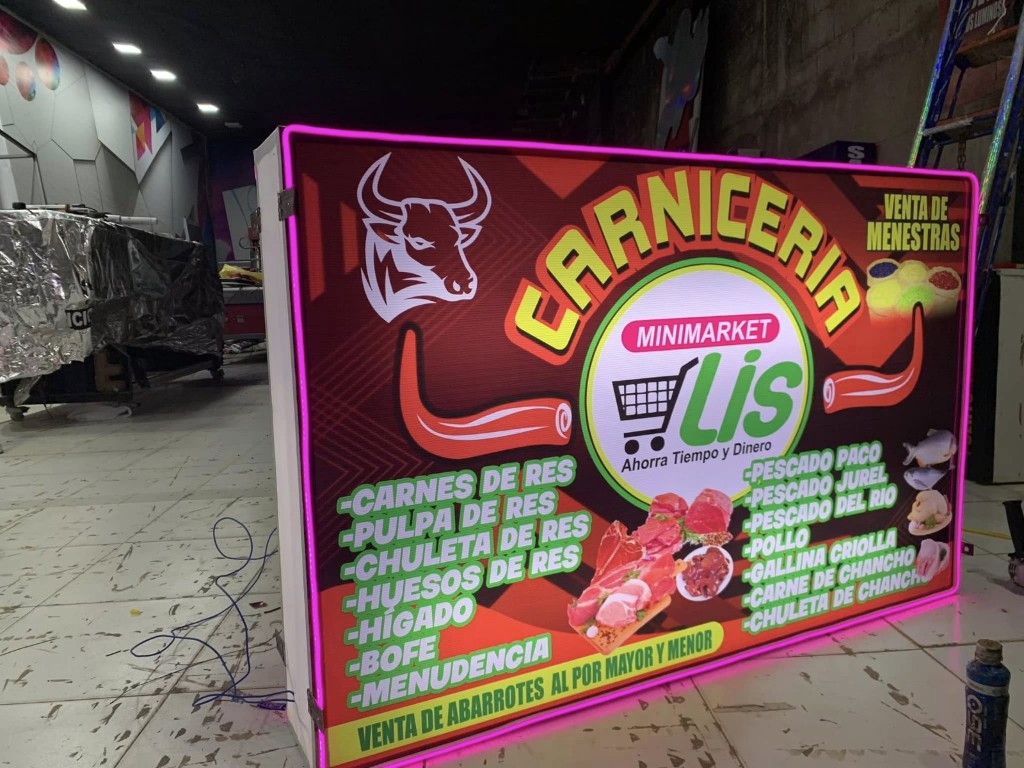 CARNICERIA
VENTA DE
MENESTRAS
MINIMARKET
Lis
Ahorra Tiempo y Dinero
-CARNES DE RES
-PULPA DE RES
-CHULETA DE RES
-HUESOS DE RES
-HÍGADO
-BOFE
-MENUDENCIA
-PESCADO PACO
-PESCADO JUREL
-PESCADO DEL RIO
-POLLO
-GALLINA CRIOLLA
-CARNE DE CHANCHO
-CHULETA DE CHANCHO
VENTA DE ABARROTES AL POR MAYOR Y MENOR